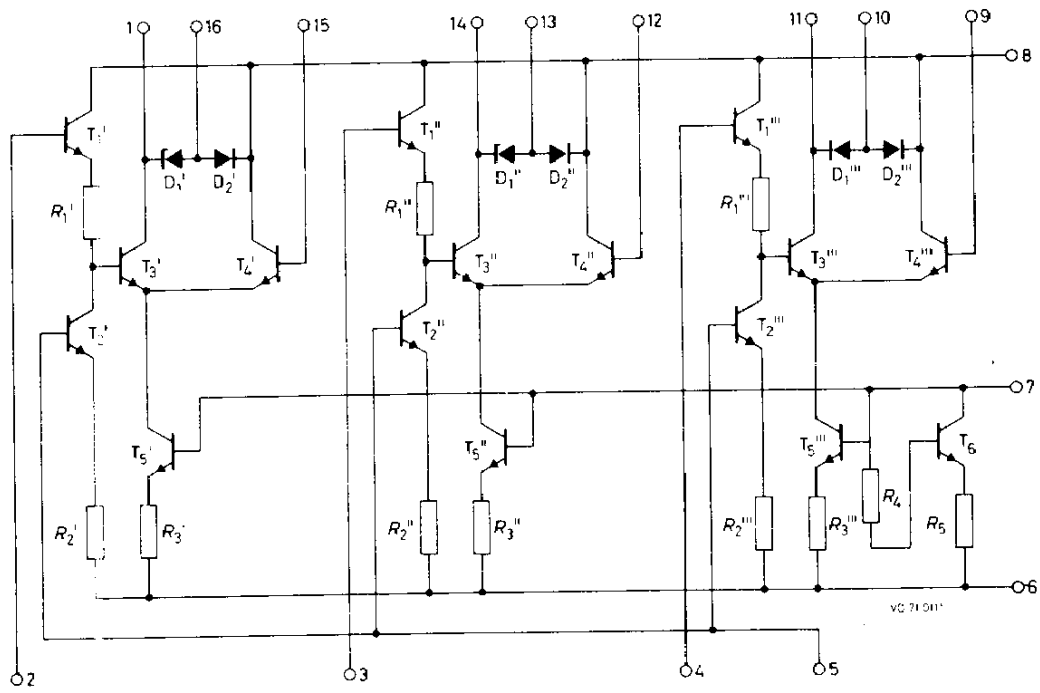 1 16 15 14 13 12 11 10 9
8
T1' T1'' T1'''
D1' D2' D1'' D2'' D1''' D2'''
R1' R1'' R1'''
T3' T4' T3'' T4'' T3''' T4'''
T2' T2'' T2'''
7
T5' T5'' T5''' T6
R4
R2' R3' R2'' R3'' R2''' R3''' R5
6
2 3 4 5